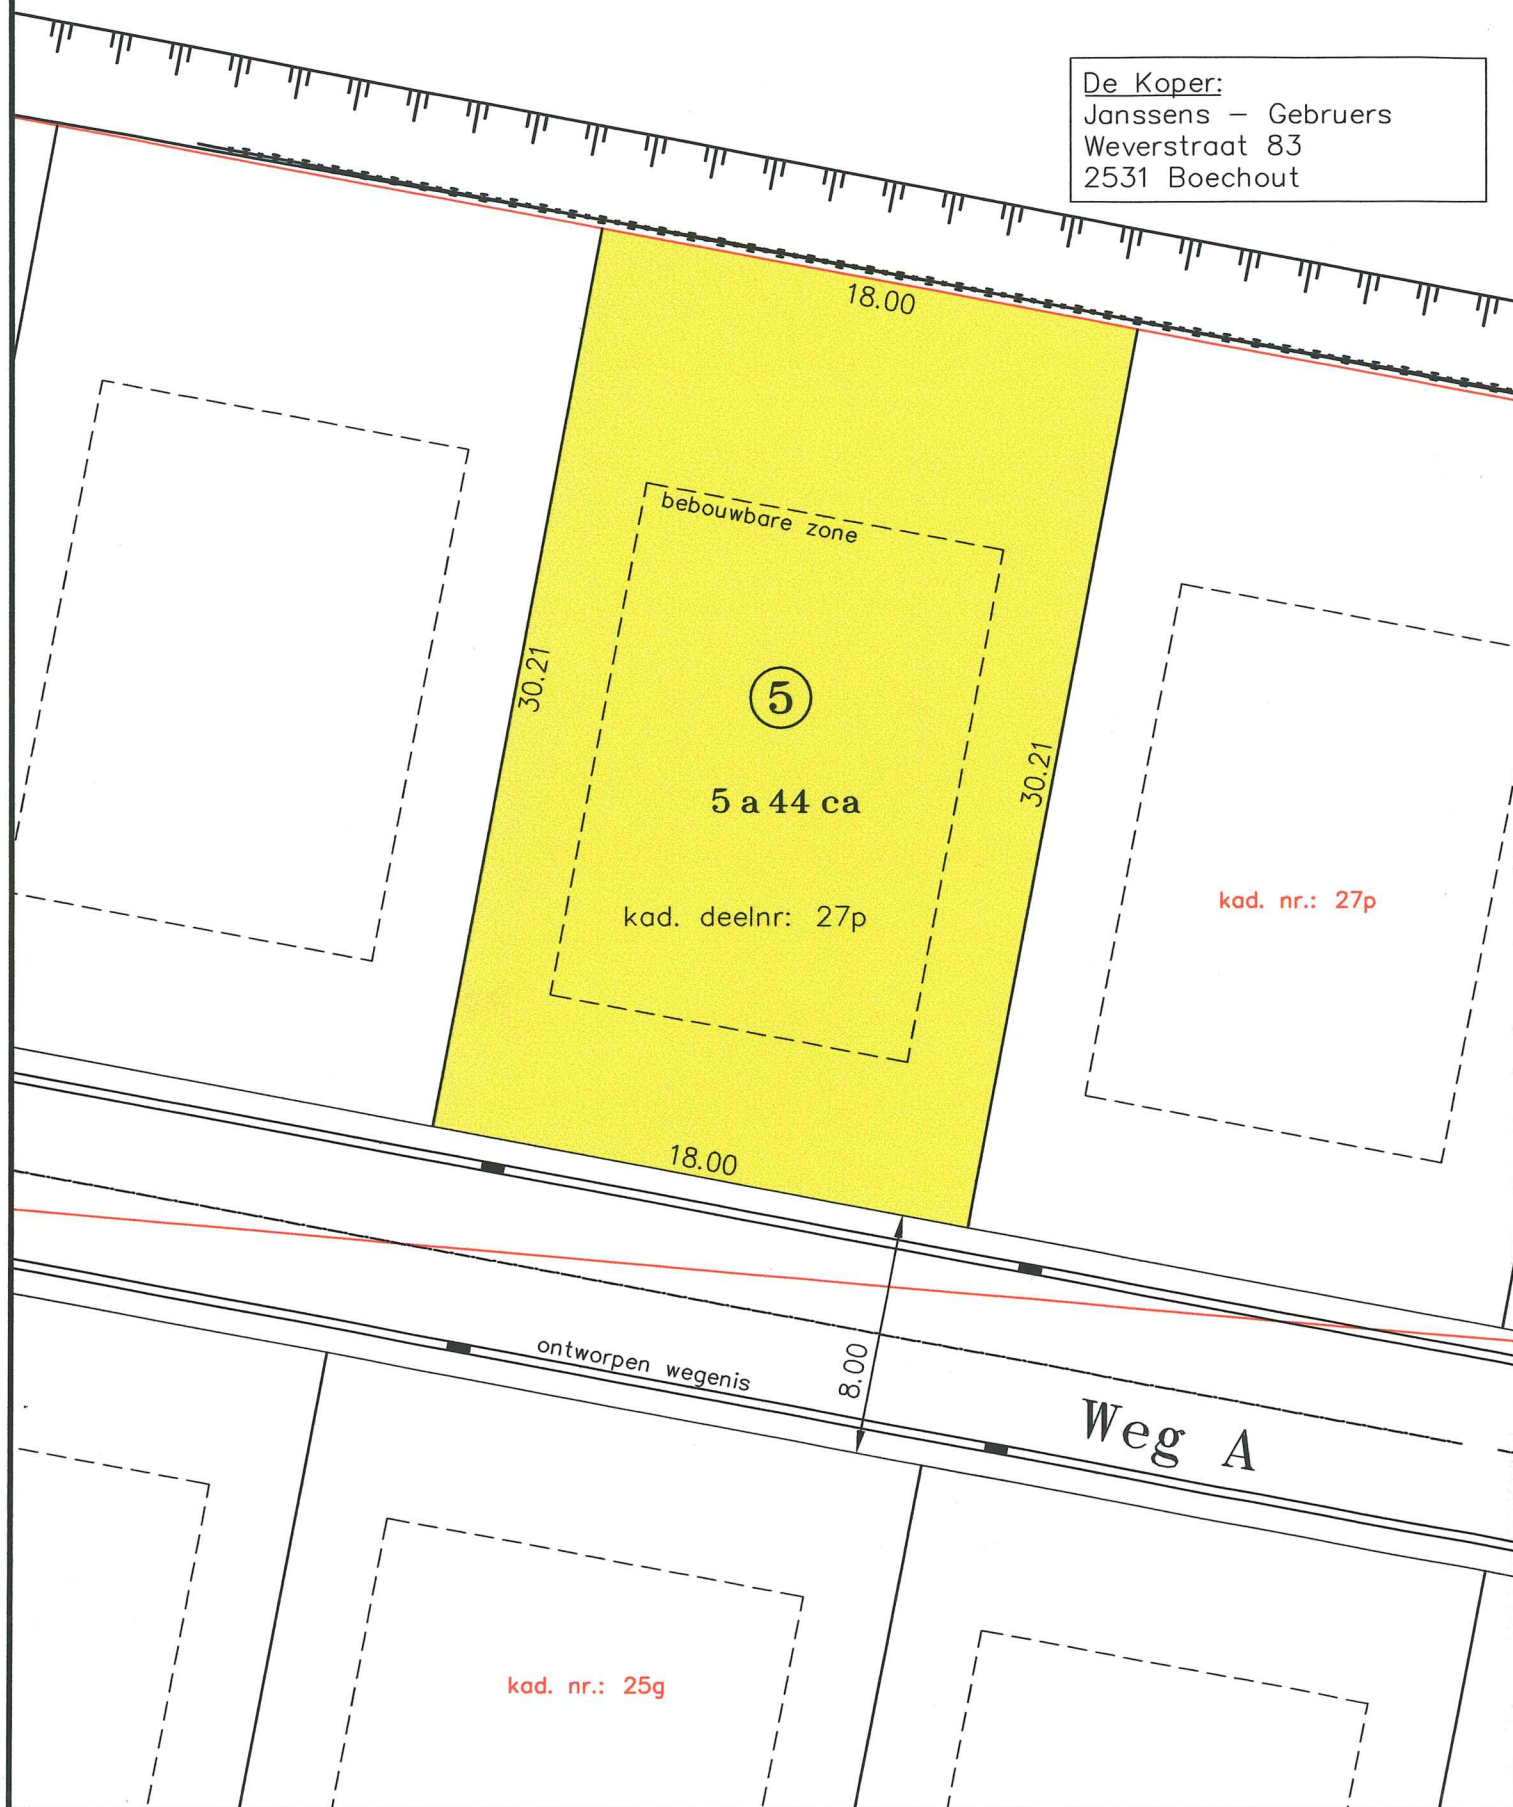 De Koper:
Janssens – Gebruers
Weverstraat 83
2531 Boechout
18.00
bebouwbare zone
30.21
5
30.21
5 a 44 ca
kad. nr.: 27p
kad. deelnr: 27p
18.00
ontworpen wegenis
8.00
Weg A
kad. nr.: 25g